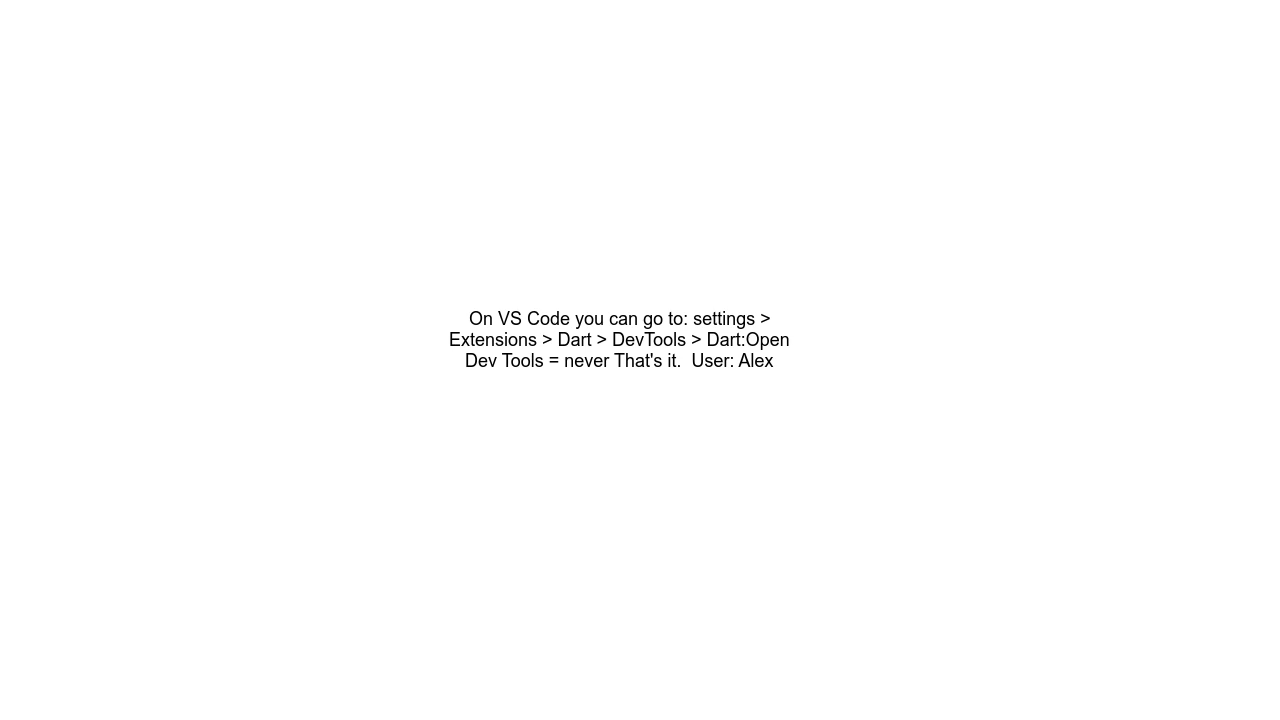 On VS Code you can go to: settings >
Extensions > Dart > DevTools > Dart:Open
Dev Tools = never That's it.  User: Alex